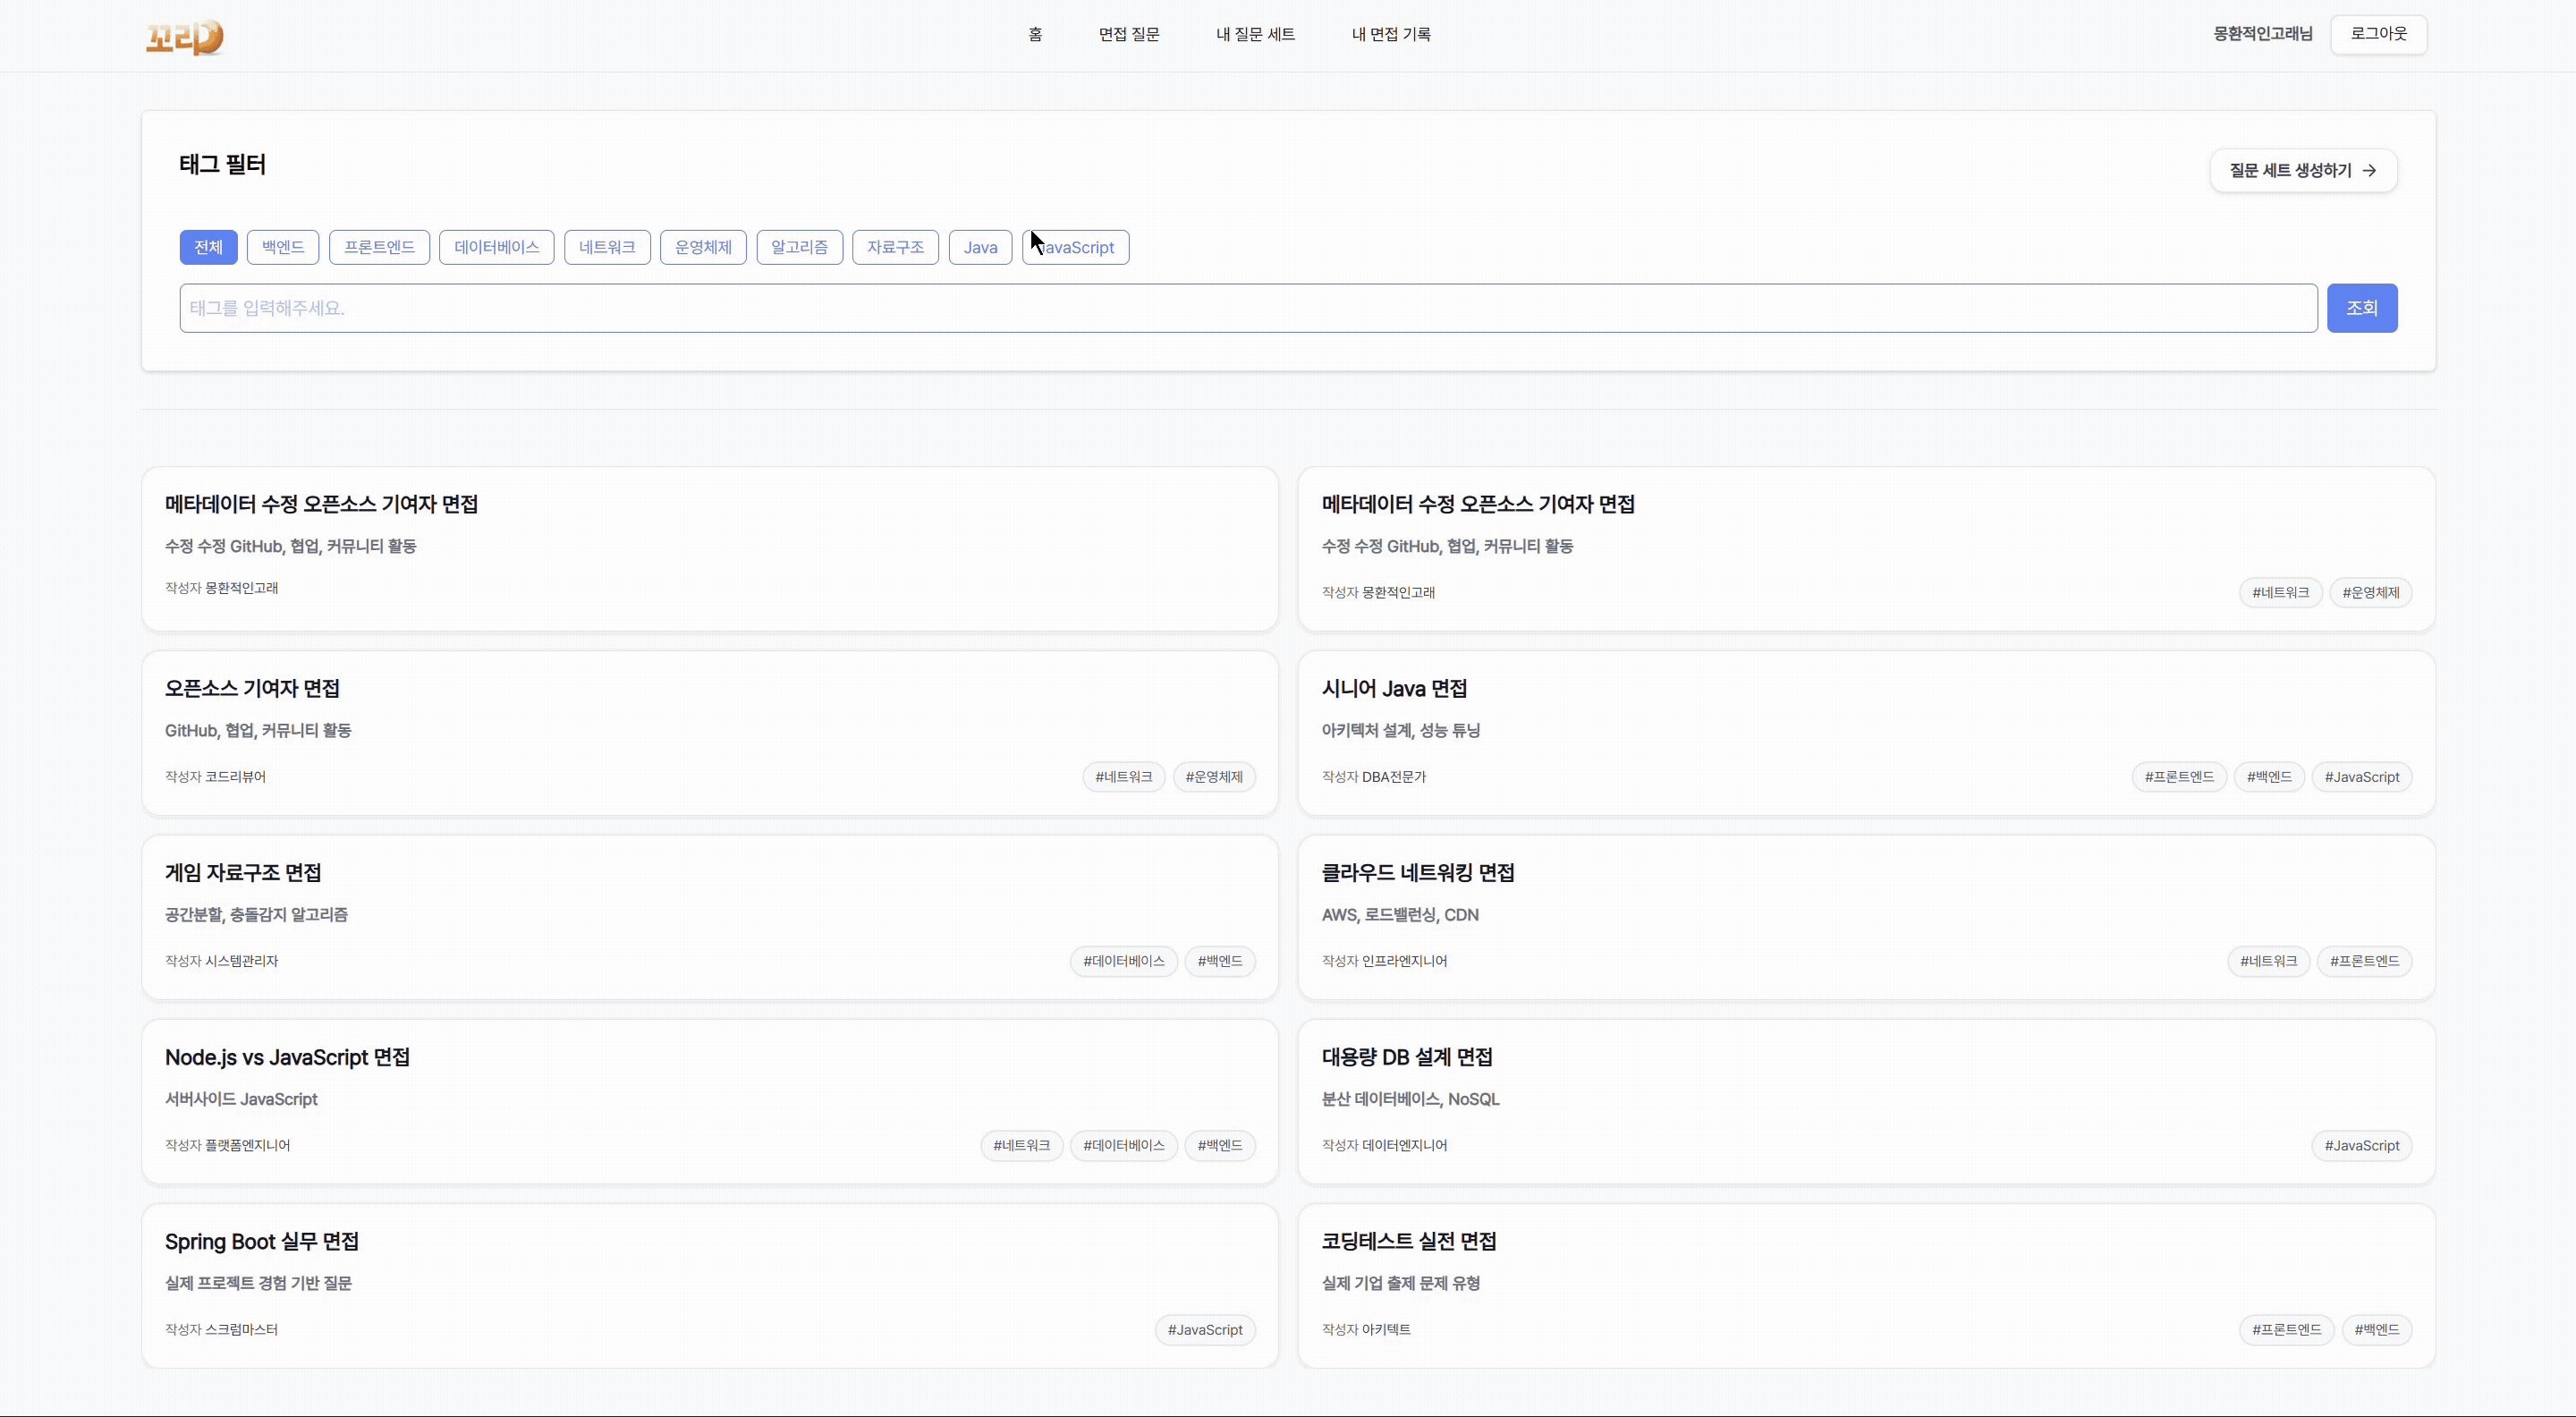 꼬리
홈 면접 질문 내 질문 세트 내 면접 기록
몽환적인고래님 로그아웃
태그 필터
질문 세트 생성하기 →
전체 백엔드 프론트엔드 데이터베이스 네트워크 운영체제 알고리즘 자료구조 Java JavaScript
태그를 입력해주세요. 조회
메타데이터 수정 오픈소스 기여자 면접
수정 수정 GitHub, 협업, 커뮤니티 활동
작성자 몽환적인고래
메타데이터 수정 오픈소스 기여자 면접
수정 수정 GitHub, 협업, 커뮤니티 활동
작성자 몽환적인고래 #네트워크 #운영체제
오픈소스 기여자 면접
GitHub, 협업, 커뮤니티 활동
작성자 코드리뷰어 #네트워크 #운영체제
시니어 Java 면접
아키텍처 설계, 성능 튜닝
작성자 DBA전문가 #프론트엔드 #백엔드 #JavaScript
게임 자료구조 면접
공간분할, 충돌감지 알고리즘
작성자 시스템관리자 #데이터베이스 #백엔드
클라우드 네트워킹 면접
AWS, 로드밸런싱, CDN
작성자 인프라엔지니어 #네트워크 #프론트엔드
Node.js vs JavaScript 면접
서버사이드 JavaScript
작성자 플랫폼엔지니어 #네트워크 #데이터베이스 #백엔드
대용량 DB 설계 면접
분산 데이터베이스, NoSQL
작성자 데이터엔지니어 #JavaScript
Spring Boot 실무 면접
실제 프로젝트 경험 기반 질문
작성자 스크럼마스터 #JavaScript
코딩테스트 실전 면접
실제 기업 출제 문제 유형
작성자 아키텍트 #프론트엔드 #백엔드